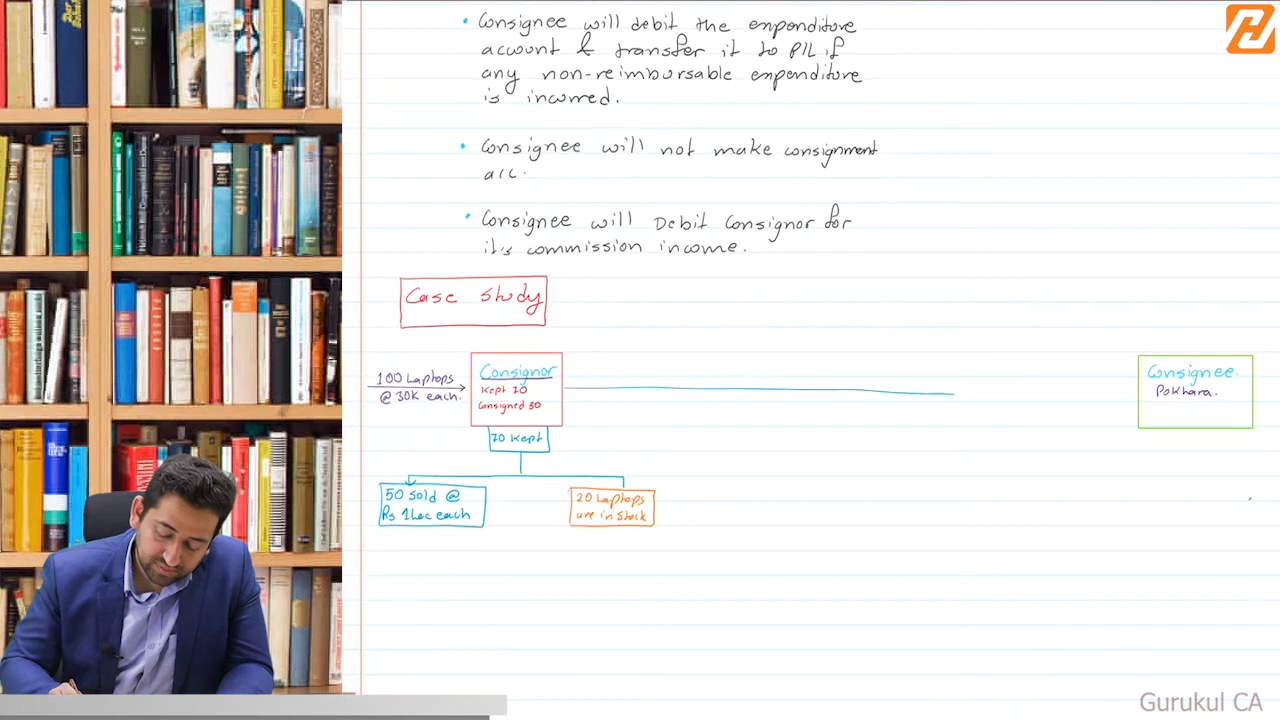 Consignee will debit the expenditure
account & transfer it to P/L if
any non-reimbursable expenditure
is incurred.
Consignee will not make consignment
a/c.
Consignee will Debit Consignor for
it's commission income.
Case Study
100 Laptops
@ 30K each.
Consignor
Kept 70
Consigned 30
Consignee.
Pokhara.
70 Kept
50 Sold @
Rs 1 Lac each
20 Laptops
are in Stock
Gurukul CA